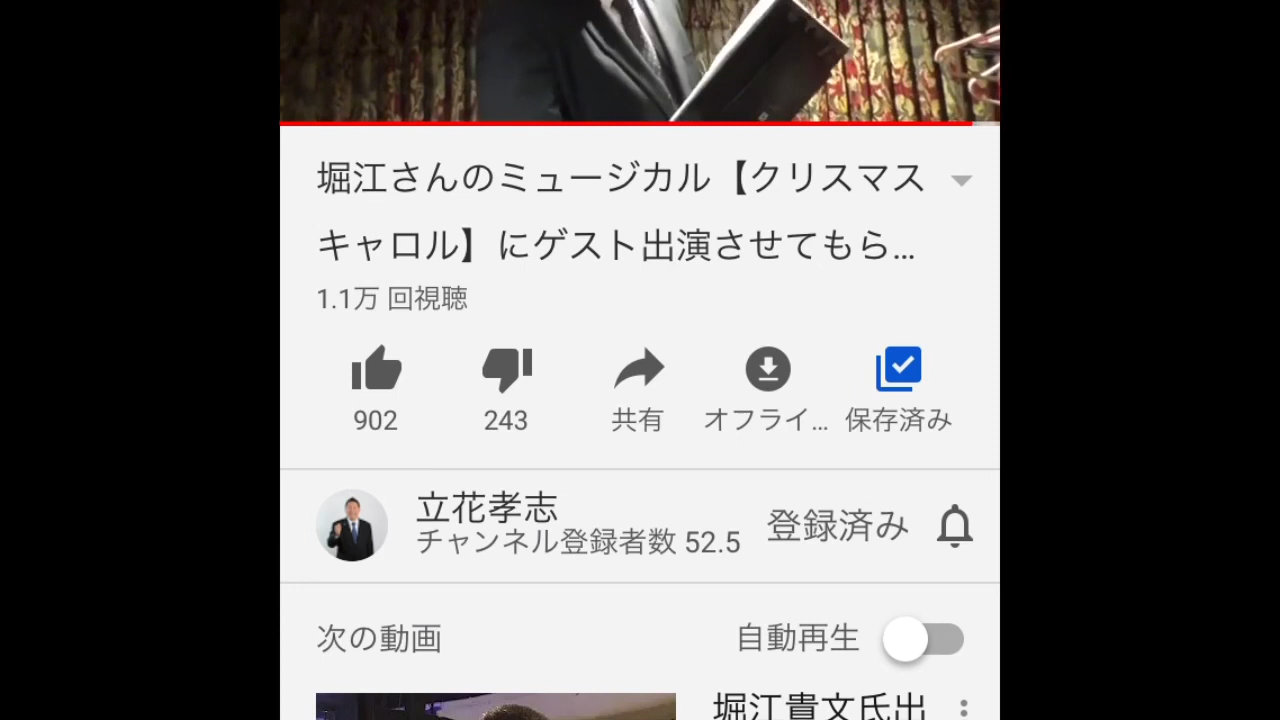 堀江さんのミュージカル【クリスマス
キャロル】にゲスト出演させてもら...
1.1万 回視聴
902
243
共有
オフライ...
保存済み
立花孝志
チャンネル登録者数 52.5
登録済み
次の動画
自動再生
堀江貴文氏出